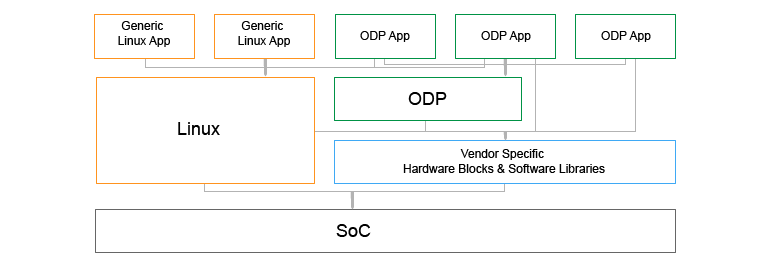 Generic
Linux App
Generic
Linux App
ODP App
ODP App
ODP App
Linux
ODP
Vendor Specific
Hardware Blocks & Software Libraries
SoC